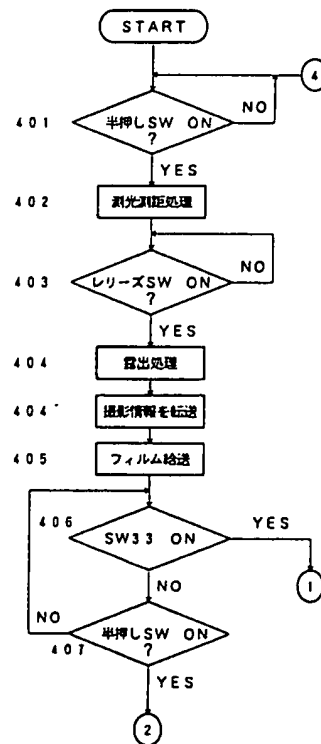 START
4
401
半押しSW ON
?
NO
YES
402
測光測距処理
403
レリーズSW ON
?
NO
YES
404
露出処理
404'
撮影情報を転送
405
フィルム給送
406
SW33 ON
YES
1
NO
NO
半押しSW ON
?
407
YES
2